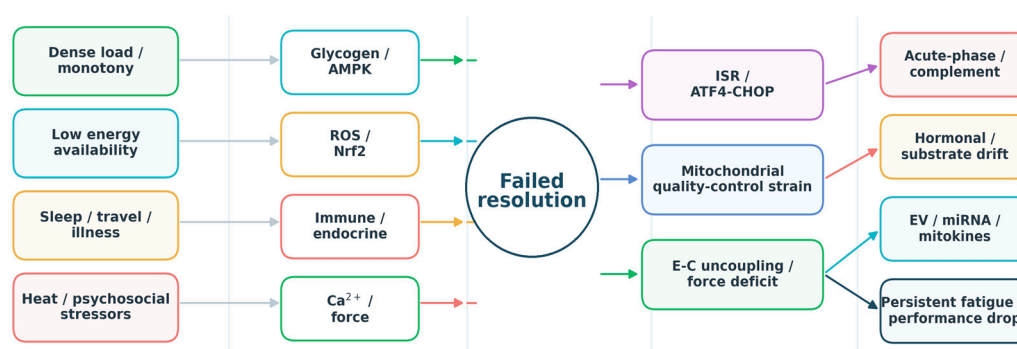 Dense load /
monotony
Low energy
availability
Sleep / travel /
illness
Heat / psychosocial
stressors
Glycogen /
AMPK
ROS /
Nrf2
Immune /
endocrine
Ca²⁺ /
force
Failed
resolution
ISR /
ATF4-CHOP
Mitochondrial
quality-control strain
E-C uncoupling /
force deficit
Acute-phase /
complement
Hormonal /
substrate drift
EV / miRNA /
mitokines
Persistent fatigue
performance drop